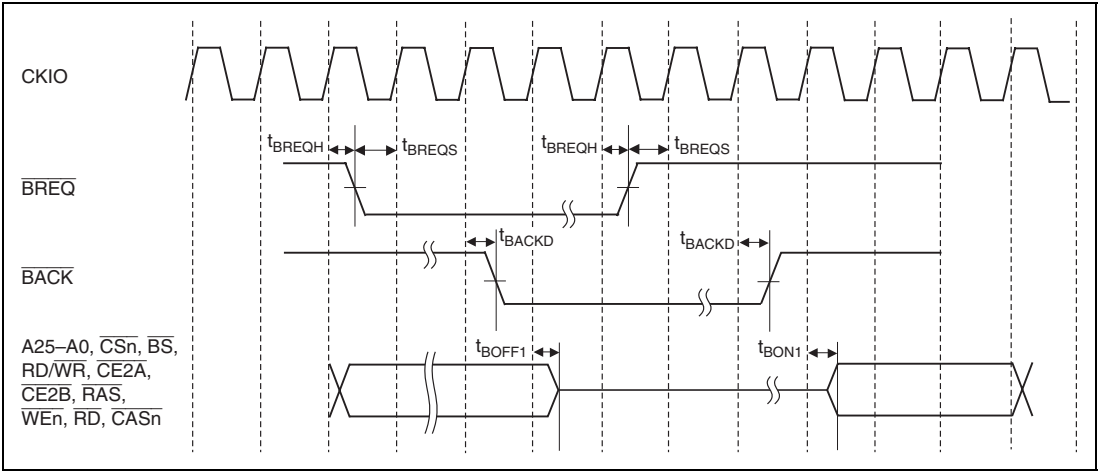 CKIO
tBREQH tBREQS tBREQH tBREQS
BREQ
tBACKD tBACKD
BACK
A25–A0, CSn, BS,
RD/WR, CE2A,
CE2B, RAS,
WEn, RD, CASn
tBOFF1 tBON1